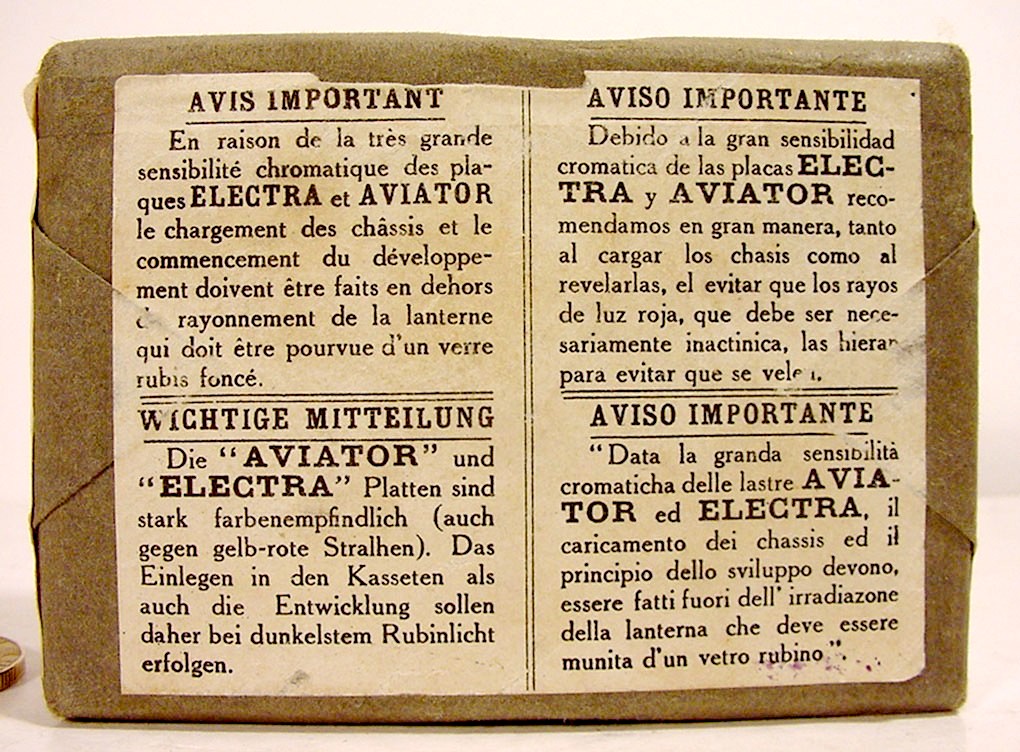 AVIS IMPORTANT
En raison de la très grande
sensibilité chromatique des pla-
ques ELECTRA et AVIATOR
le chargement des châssis et le
commencement du développe-
ment doivent être faits en dehors
rayonnement de la lanterne
qui doit être pourvue d'un verre
rubis foncé.
WICHTIGE MITTEILUNG
Die “AVIATOR” und
“ELECTRA” Platten sind
stark farbenempfindlich (auch
gegen gelb-rote Stralhen). Das
Einlegen in den Kasseten als
auch die Entwicklung sollen
daher bei dunkelstem Rubinlicht
erfolgen.
AVISO IMPORTANTE
Debido a la gran sensibilidad
cromatica de las placas ELEC-
TRA y AVIATOR reco-
mendamos en gran manera, tanto
al cargar los chasis como al
revelarlas, el evitar que los rayos
de luz roja, que debe ser nece-
sariamente inactinica, las hieran
para evitar que se
AVISO IMPORTANTE
“Data la granda sensibilità
cromaticha delle lastre AVIA-
TOR ed ELECTRA, il
caricamento dei chassis ed il
principio dello sviluppo devono,
essere fatti fuori dell' irradiazone
della lanterna che deve essere
munita d'un vetro rubino”.